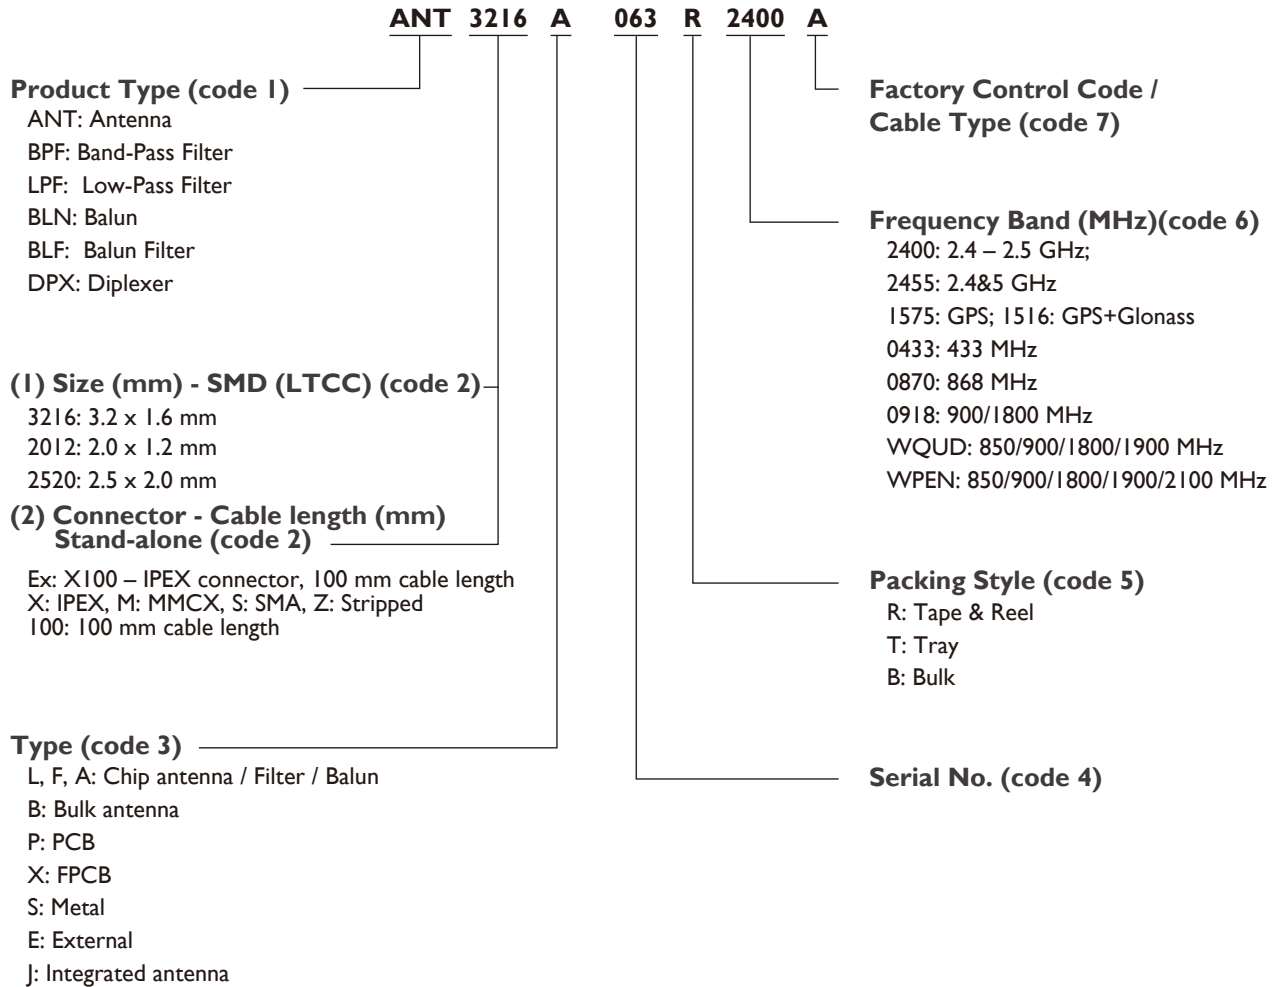 ANT 3216 A 063 R 2400 A
Product Type (code 1)
ANT: Antenna
BPF: Band-Pass Filter
LPF: Low-Pass Filter
BLN: Balun
BLF: Balun Filter
DPX: Diplexer
(1) Size (mm) - SMD (LTCC) (code 2)
3216: 3.2 x 1.6 mm
2012: 2.0 x 1.2 mm
2520: 2.5 x 2.0 mm
(2) Connector - Cable length (mm)
Stand-alone (code 2)
Ex: X100 – IPEX connector, 100 mm cable length
X: IPEX, M: MMCX, S: SMA, Z: Stripped
100: 100 mm cable length
Type (code 3)
L, F, A: Chip antenna / Filter / Balun
B: Bulk antenna
P: PCB
X: FPCB
S: Metal
E: External
J: Integrated antenna
Factory Control Code /
Cable Type (code 7)
Frequency Band (MHz)(code 6)
2400: 2.4 – 2.5 GHz;
2455: 2.4&5 GHz
1575: GPS; 1516: GPS+Glonass
0433: 433 MHz
0870: 868 MHz
0918: 900/1800 MHz
WQUD: 850/900/1800/1900 MHz
WPEN: 850/900/1800/1900/2100 MHz
Packing Style (code 5)
R: Tape & Reel
T: Tray
B: Bulk
Serial No. (code 4)